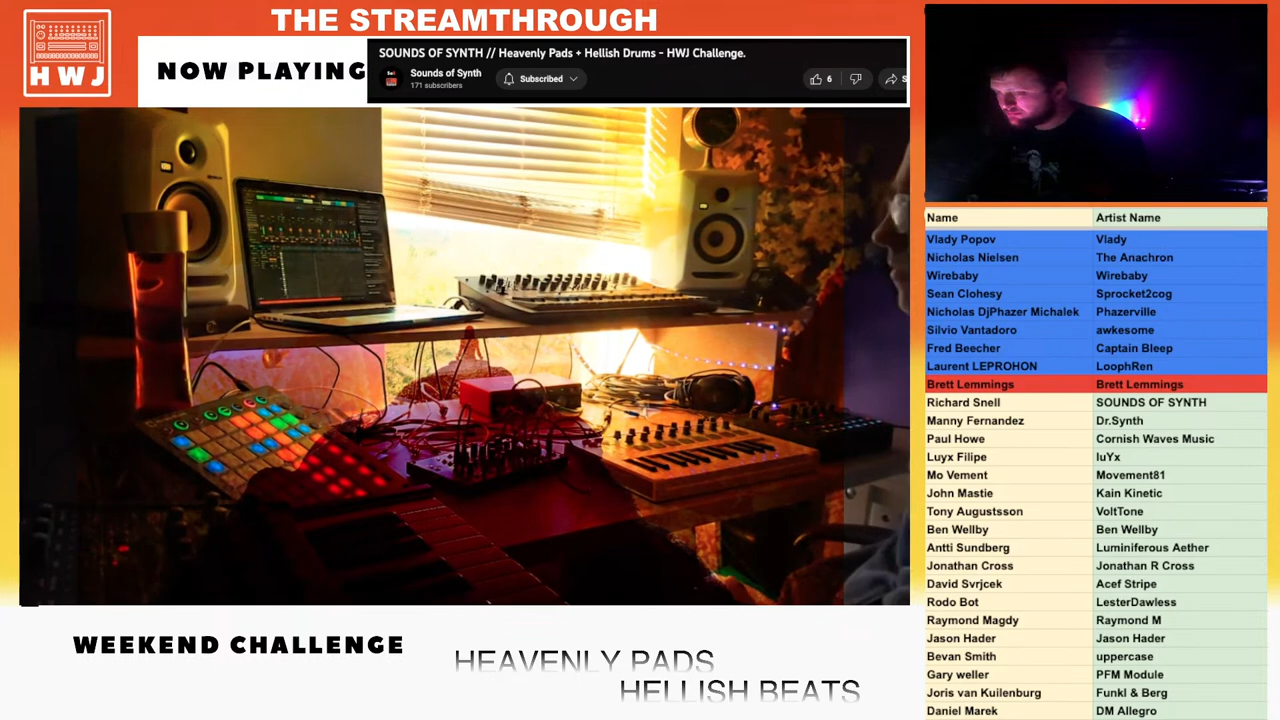 THE STREAMTHROUGH
HWJ
NOW PLAYING
SOUNDS OF SYNTH // Heavenly Pads + Hellish Drums - HWJ Challenge.
Sounds of Synth
171 subscribers
Subscribed
6
S
Name Artist Name
Vlady Popov Vlady
Nicholas Nielsen The Anachron
Wirebaby Wirebaby
Sean Clohesy Sprocket2cog
Nicholas DjPhazer Michalek Phazerville
Silvio Vantadoro awkesome
Fred Beecher Captain Bleep
Laurent LEPROHON LoophRen
Brett Lemmings Brett Lemmings
Richard Snell SOUNDS OF SYNTH
Manny Fernandez Dr.Synth
Paul Howe Cornish Waves Music
Luyx Filipe luYx
Mo Vement Movement81
John Mastie Kain Kinetic
Tony Augustsson VoltTone
Ben Wellby Ben Wellby
Antti Sundberg Luminiferous Aether
Jonathan Cross Jonathan R Cross
David Svrjcek Acef Stripe
Rodo Bot LesterDawless
Raymond Magdy Raymond M
Jason Hader Jason Hader
Bevan Smith uppercase
Gary weller PFM Module
Joris van Kuilenburg Funkl & Berg
Daniel Marek DM Allegro
WEEKEND CHALLENGE
HEAVENLY PADS
HELLISH BEATS